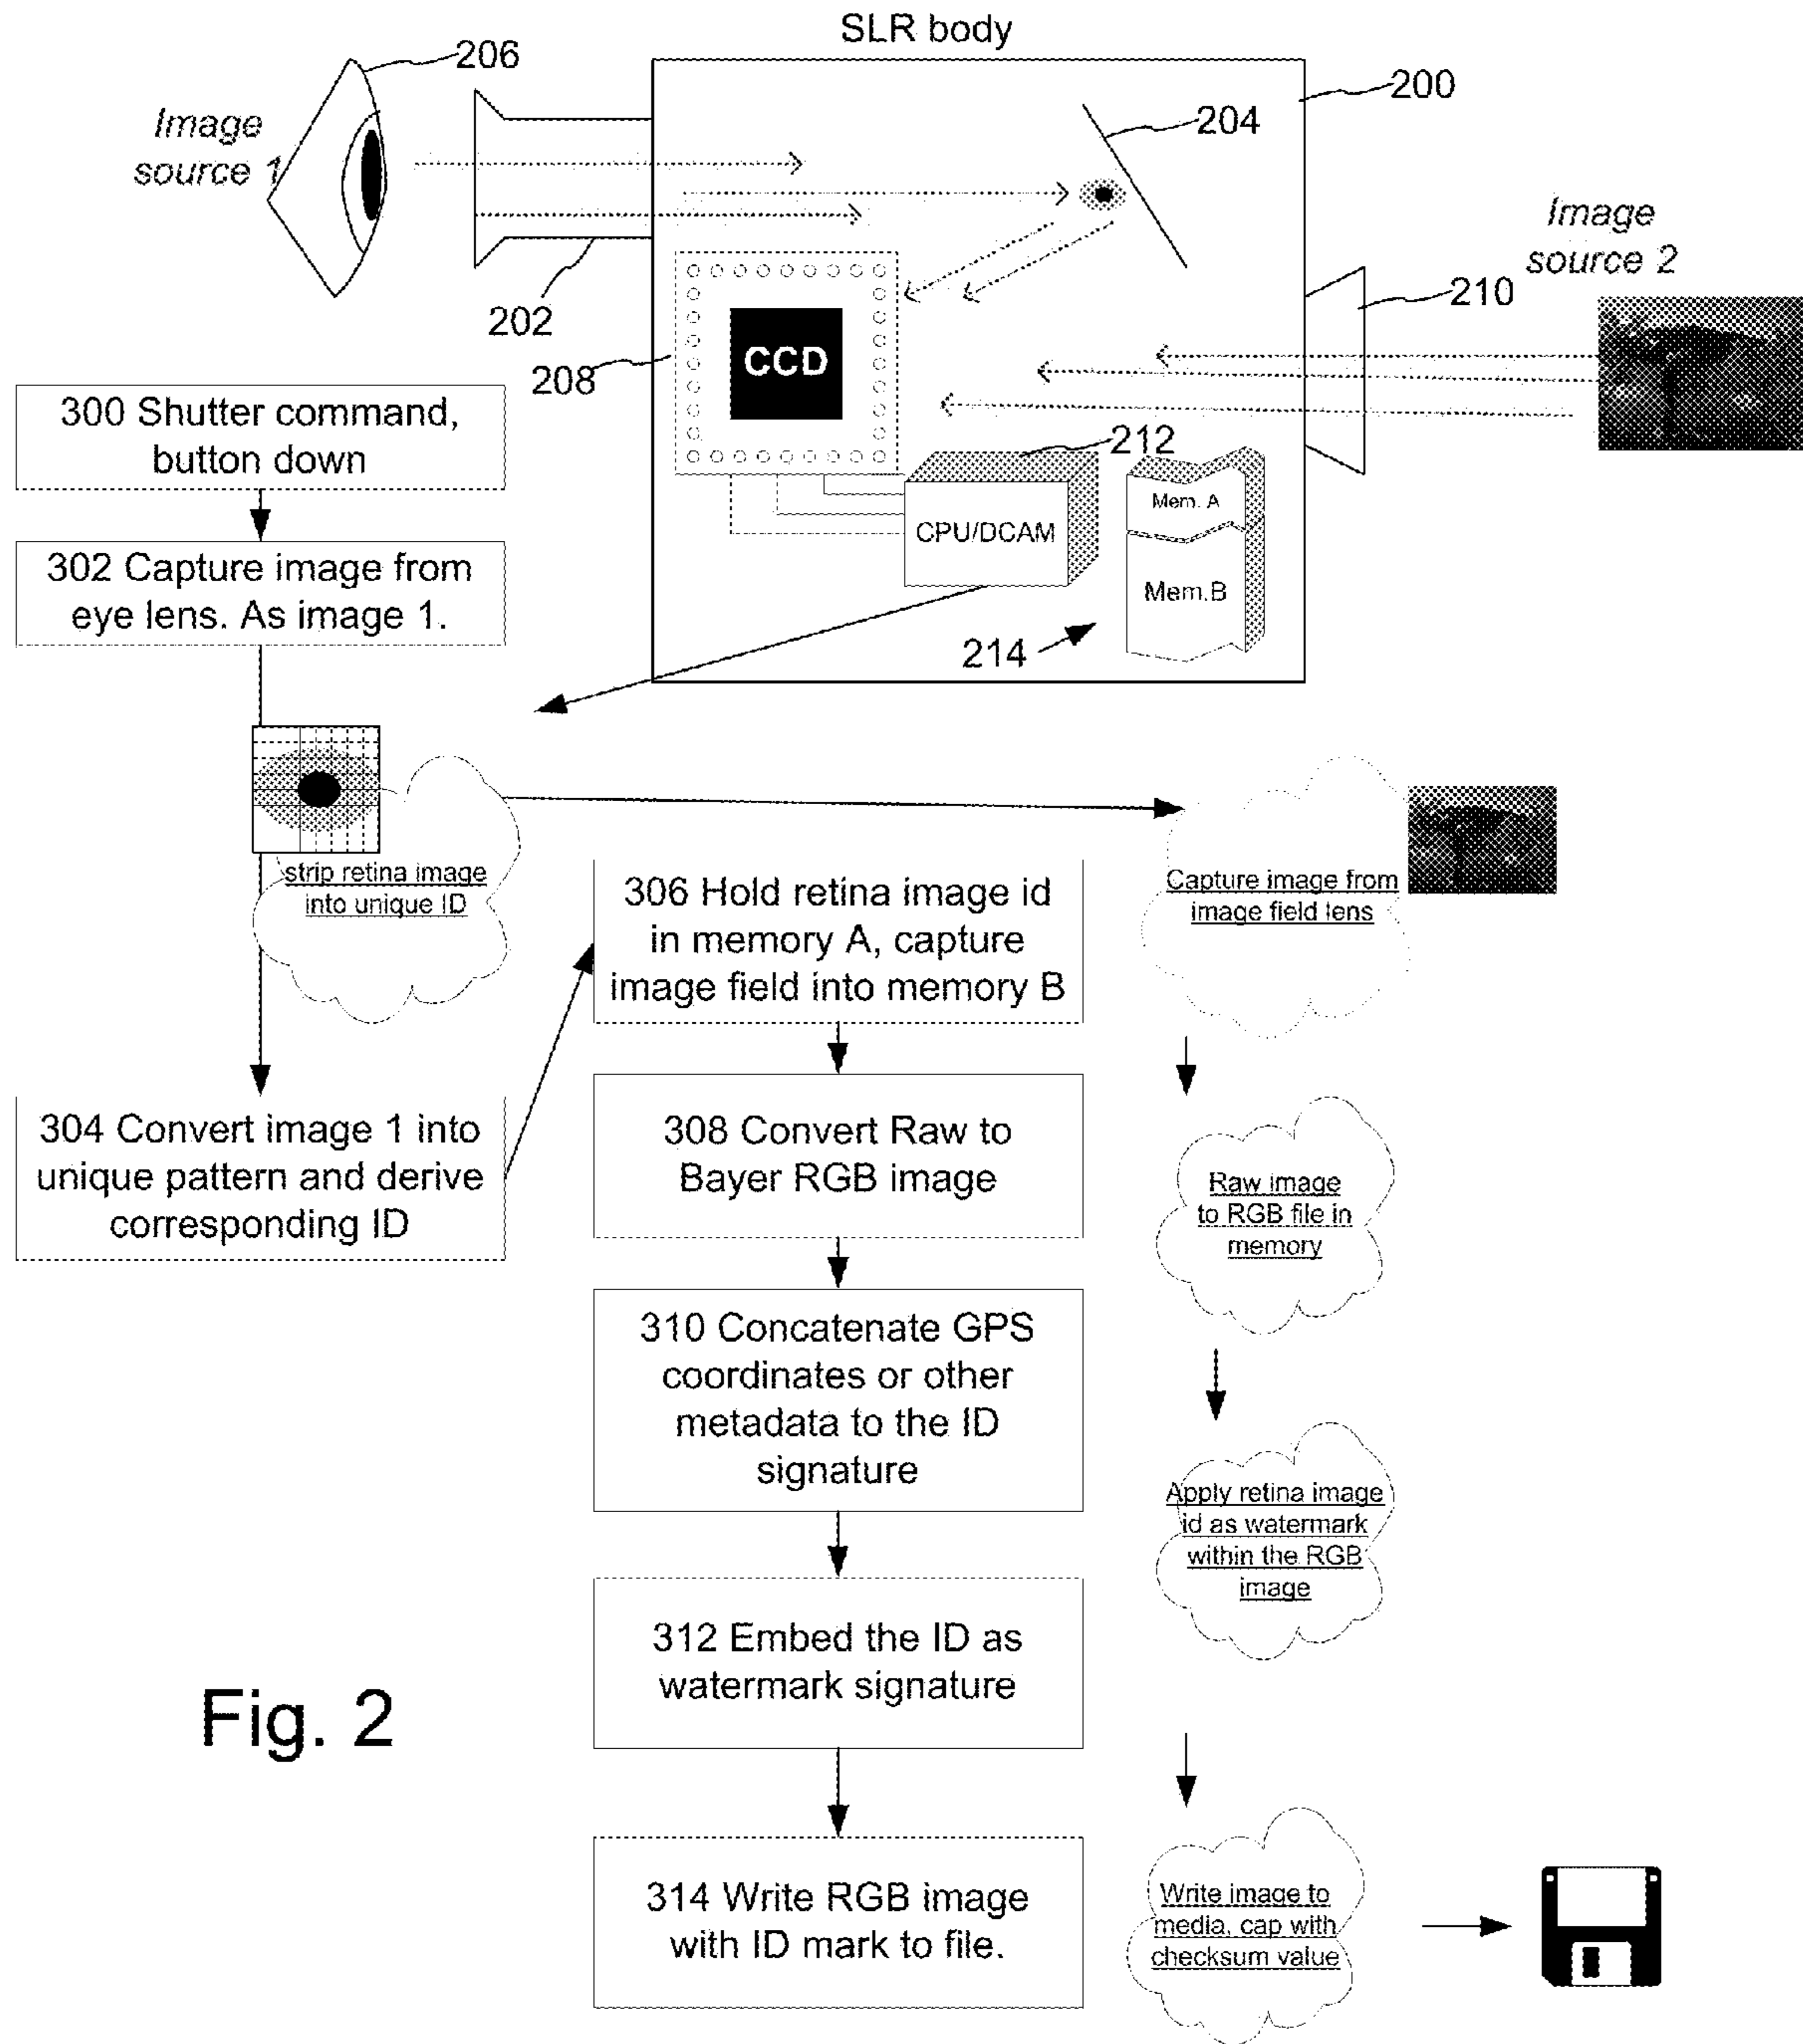 SLR body
206
200
Image
source 1
204
Image
source 2
202
210
208
CCD
212
Mem. A
CPU/DCAM
Mem.B
214
300 Shutter command,
button down
302 Capture image from
eye lens. As image 1.
strip retina image
into unique ID
Capture image from
image field lens
306 Hold retina image id
in memory A, capture
image field into memory B
304 Convert image 1 into
unique pattern and derive
corresponding ID
308 Convert Raw to
Bayer RGB image
Raw image
to RGB file in
memory
310 Concatenate GPS
coordinates or other
metadata to the ID
signature
Apply retina image
id as watermark
within the RGB
image
312 Embed the ID as
watermark signature
Fig. 2
314 Write RGB image
with ID mark to file.
Write image to
media, cap with
checksum value